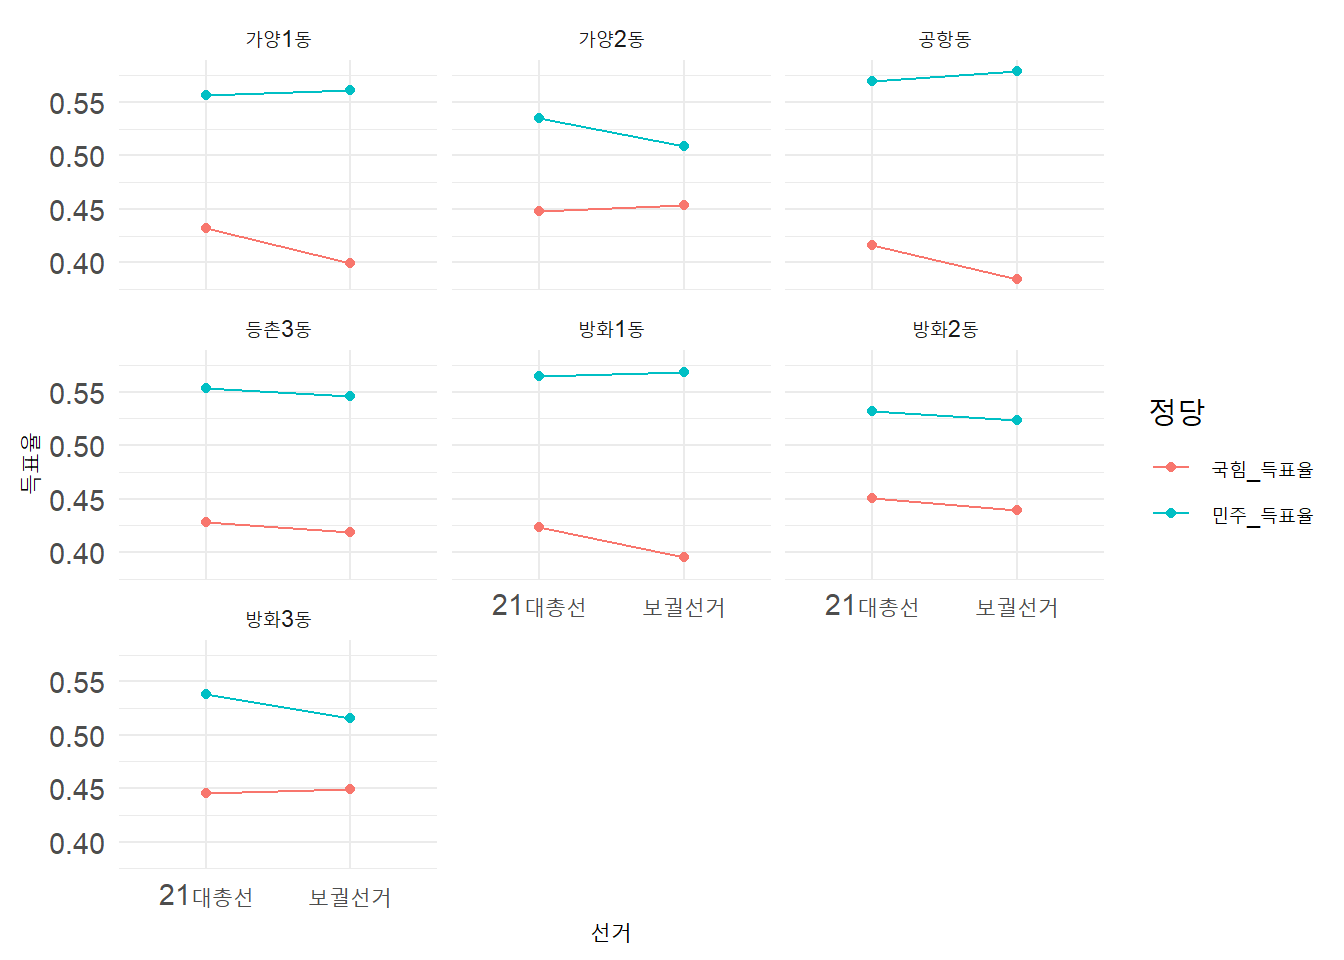 가양1동
가양2동
공항동
0.55
0.50
0.45
0.40
등촌3동
방화1동
방화2동
0.55
0.50
0.45
0.40
21대총선
보궐선거
21대총선
보궐선거
방화3동
0.55
0.50
0.45
0.40
21대총선
보궐선거
선거
득표율
정당
국힘_득표율
민주_득표율